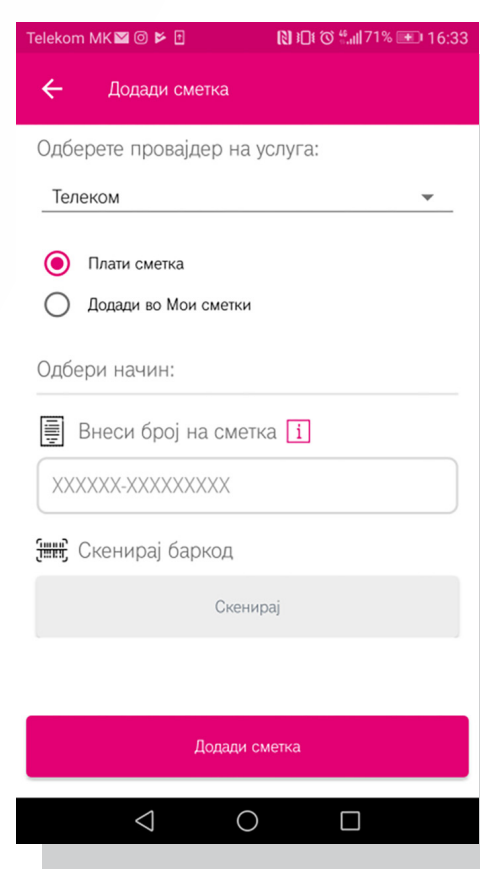 Telekom MK 71% 16:33
Додади сметка
Одберете провајдер на услуга:
Телеком
Плати сметка
Додади во Мои сметки
Одбери начин:
Внеси број на сметка i
XXXXXX-XXXXXXXXX
Скенирај баркод
Скенирај
Додади сметка